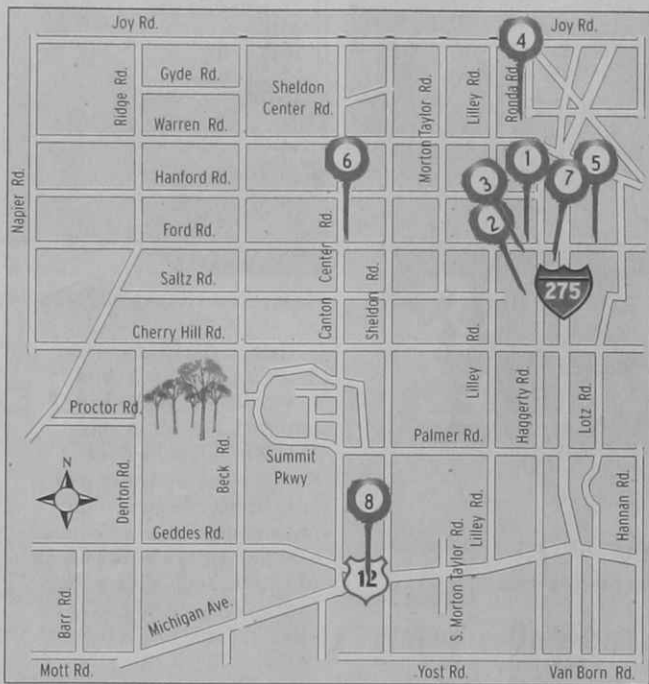 Joy Rd.
Joy Rd.
4
Gyde Rd.
Sheldon
Center Rd.
Ridge Rd.
Morton Taylor Rd.
Lilley Rd.
Ronda Rd.
Warren Rd.
6
1
3
7
5
Hanford Rd.
Napier Rd.
2
Ford Rd.
Canton Center Rd.
Sheldon Rd.
Saltz Rd.
275
Cherry Hill Rd.
Lilley Rd.
Haggerty Rd.
Lotz Rd.
Proctor Rd.
Palmer Rd.
N
Denton Rd.
Beck Rd.
Summit
Pkwy
8
Hannan Rd.
Geddes Rd.
S. Morton Taylor Rd.
Lilley Rd.
12
Barr Rd.
Michigan Ave.
Mott Rd.
Yost Rd.
Van Born Rd.